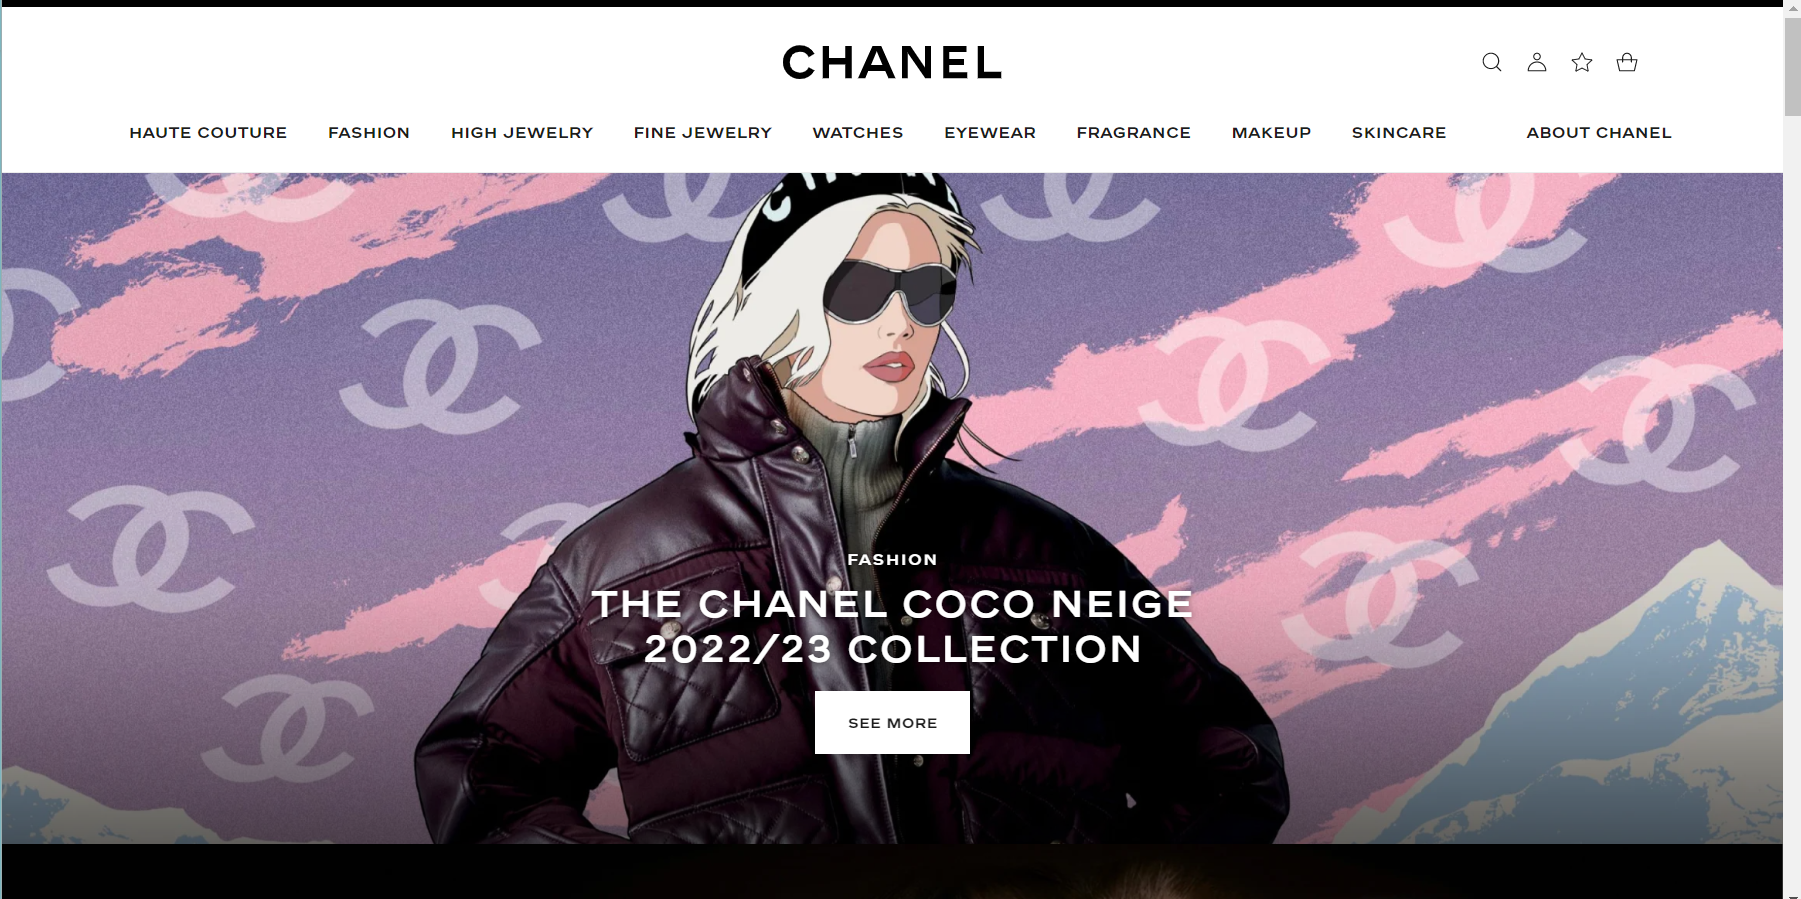 CHANEL
HAUTE COUTURE FASHION HIGH JEWELRY FINE JEWELRY WATCHES EYEWEAR FRAGRANCE MAKEUP SKINCARE ABOUT CHANEL
FASHION
THE CHANEL COCO NEIGE
2022/23 COLLECTION
SEE MORE